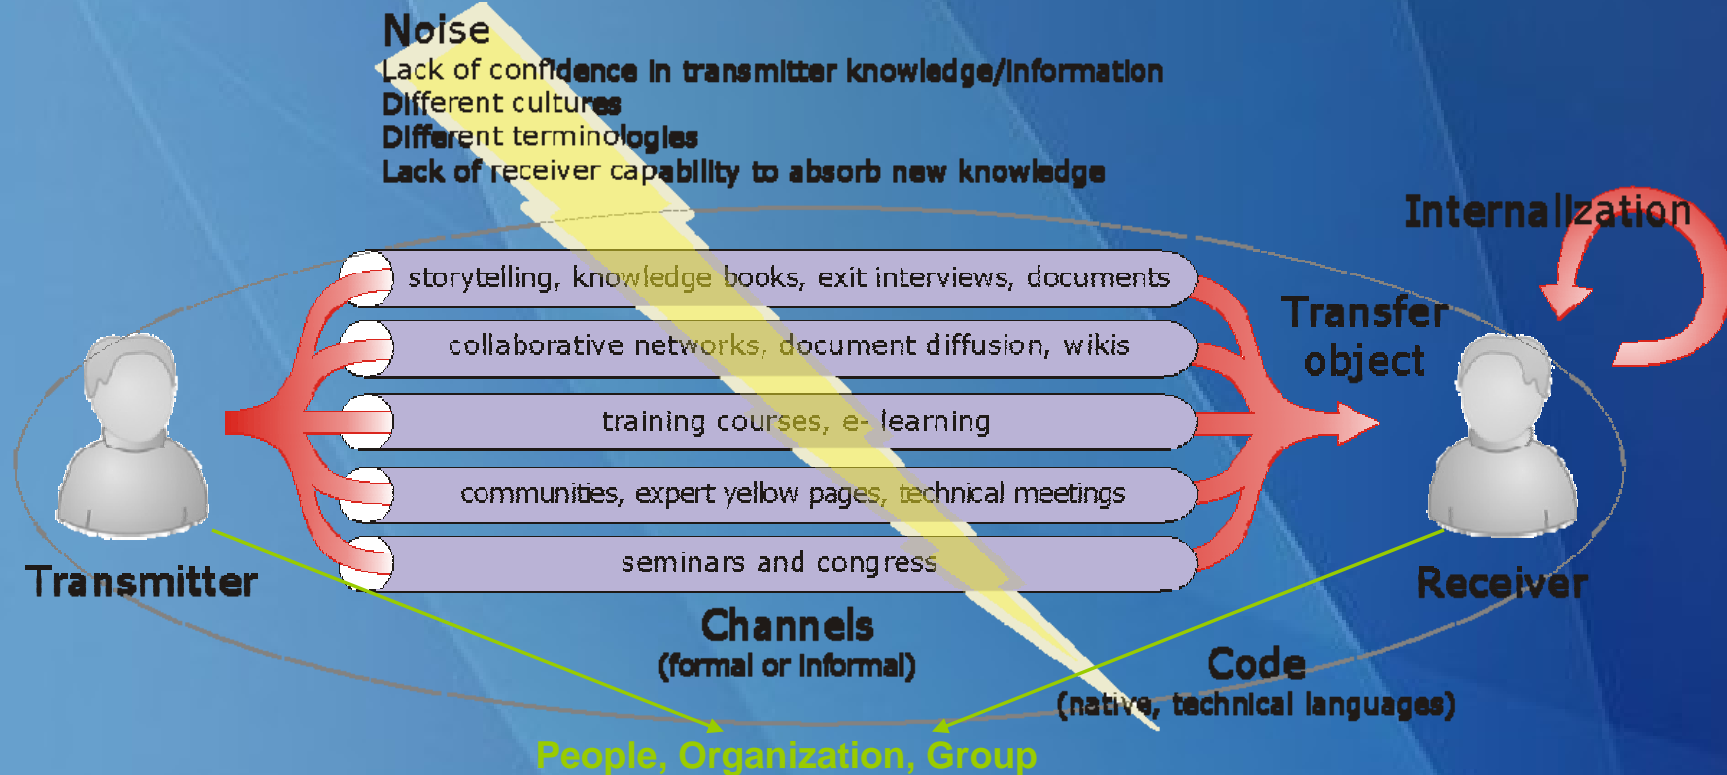 Noise
Lack of confidence in transmitter knowledge/information
Different cultures
Different terminologies
Lack of receiver capability to absorb new knowledge
Internalization
storytelling, knowledge books, exit interviews, documents
Transfer
object
collaborative networks, document diffusion, wikis
training courses, e- learning
communities, expert yellow pages, technical meetings
seminars and congress
Transmitter
Receiver
Channels
(formal or informal)
Code
(native, technical languages)
People, Organization, Group